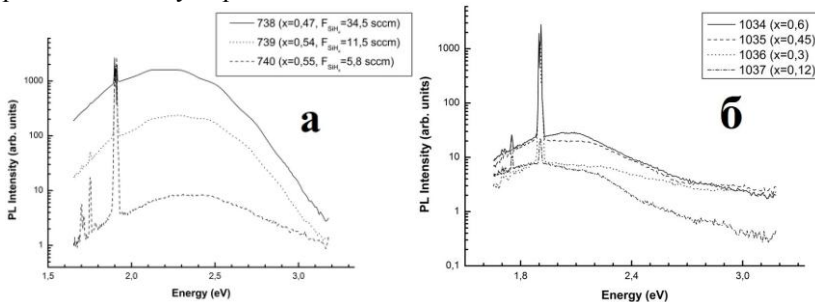 738 (x=0,47, F_SiH₄=34,5 sccm)
739 (x=0,54, F_SiH₄=11,5 sccm)
740 (x=0,55, F_SiH₄=5,8 sccm)
PL Intensity (arb. units)
1000
100
10
1
а
1,5
2,0
2,5
3,0
Energy (eV)
1034 (x=0,6)
1035 (x=0,45)
1036 (x=0,3)
1037 (x=0,12)
PL Intensity (arb. units)
1000
100
10
1
0,1
б
1,8
2,4
3,0
Energy (eV)